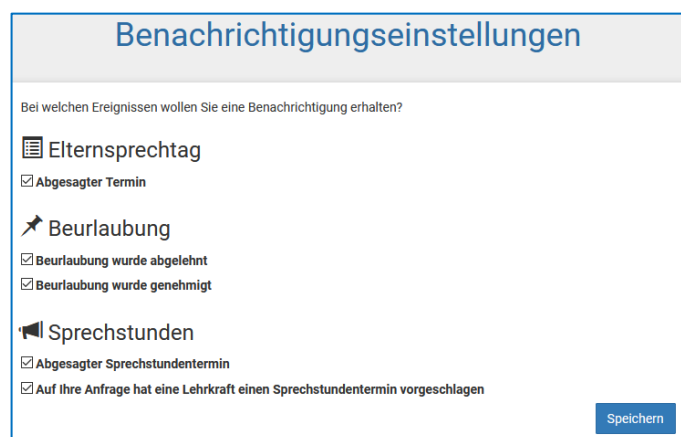 Benachrichtigungseinstellungen
Bei welchen Ereignissen wollen Sie eine Benachrichtigung erhalten?
Elternsprechtag
Abgesagter Termin
Beurlaubung
Beurlaubung wurde abgelehnt
Beurlaubung wurde genehmigt
Sprechstunden
Abgesagter Sprechstundentermin
Auf Ihre Anfrage hat eine Lehrkraft einen Sprechstundentermin vorgeschlagen
Speichern